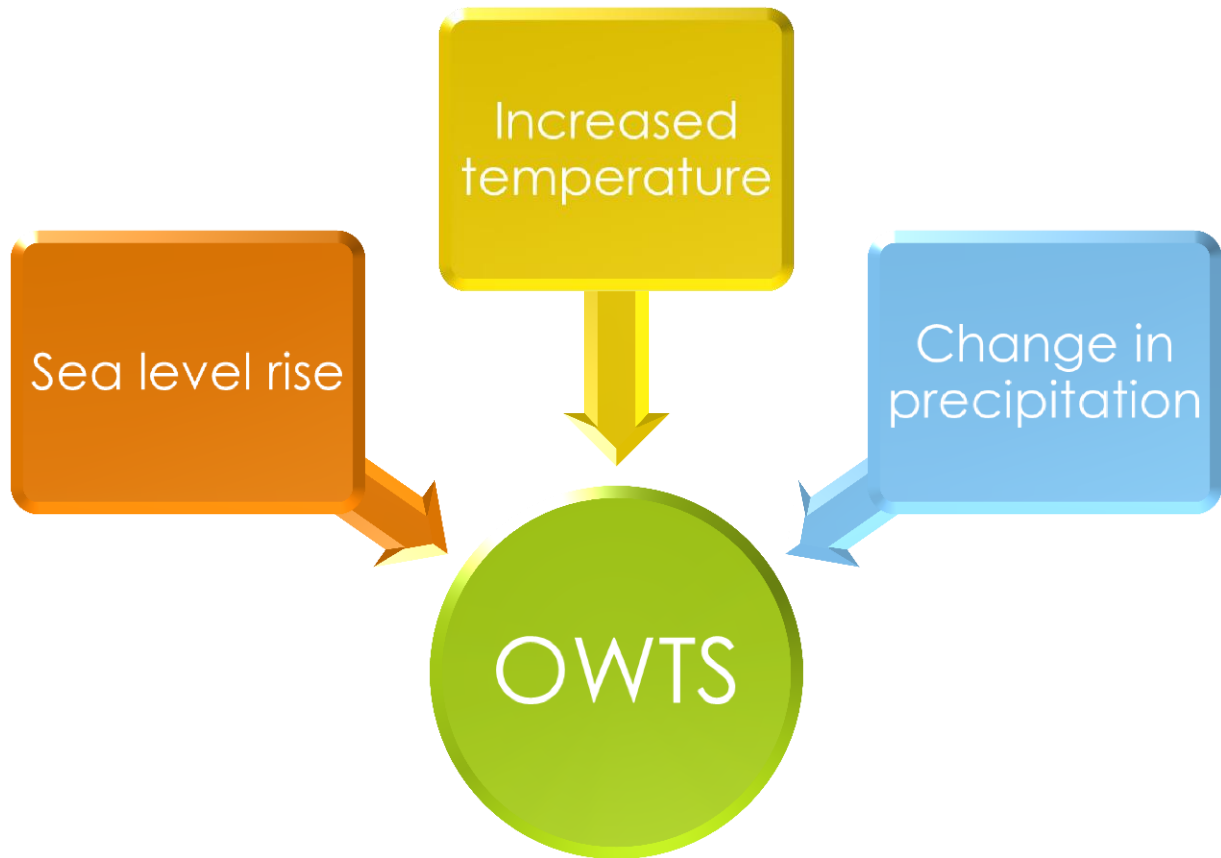 Increased
temperature
Sea level rise
Change in
precipitation
OWTS